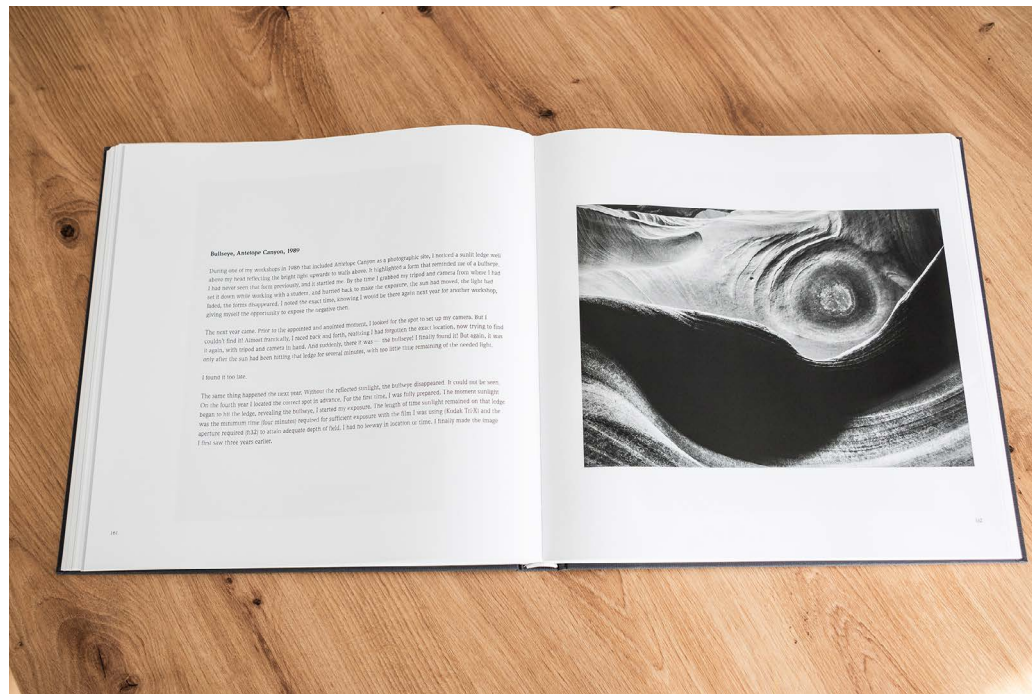 Bullseye, Antelope Canyon, 1989
During one of my workshops in 1986 that included Antelope Canyon as a photographic site, I noticed a sunlit ledge well
above my head reflecting the bright light upwards to walls above. It highlighted a form that reminded me of a bullseye.
I had never seen that form previously, and it startled me. By the time I grabbed my tripod and camera from where I had
set it down while working with a student, and hurried back to make the exposure, the sun had moved, the light had
faded, the forms disappeared. I noted the exact time, knowing I would be there again next year for another workshop,
giving myself the opportunity to expose the negative then.
The next year came. Prior to the appointed and anointed moment, I looked for the spot to set up my camera. But I
couldn't find it! Almost frantically, I raced back and forth, realizing I had forgotten the exact location, now trying to find
it again, with tripod and camera in hand. And suddenly, there it was — the bullseye! I finally found it! But again, it was
only after the sun had been hitting that ledge for several minutes, with too little time remaining of the needed light.
I found it too late.
The same thing happened the next year. Without the reflected sunlight, the bullseye disappeared. It could not be seen.
On the fourth year I located the correct spot in advance. For the first time, I was fully prepared. The moment sunlight
began to hit the ledge, revealing the bullseye, I started my exposure. The length of time sunlight remained on that ledge
was the minimum time (four minutes) required for sufficient exposure with the film I was using (Kodak Tri-X) and the
aperture required (f/32) to attain adequate depth of field. I had no leeway in location or time. I finally made the image
I first saw three years earlier.